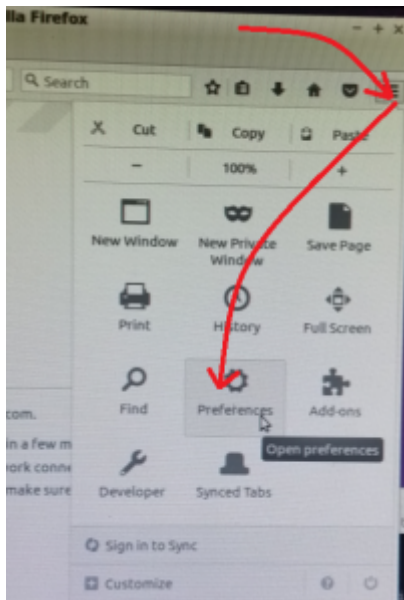 lla Firefox
Search
Cut Copy Paste
− 100% +
New Window New Private Window Save Page
Print History Full Screen
Find Preferences Add-ons
Open preferences
com.
in a few m
ork conne
make sure
Developer Synced Tabs
Sign in to Sync
Customize